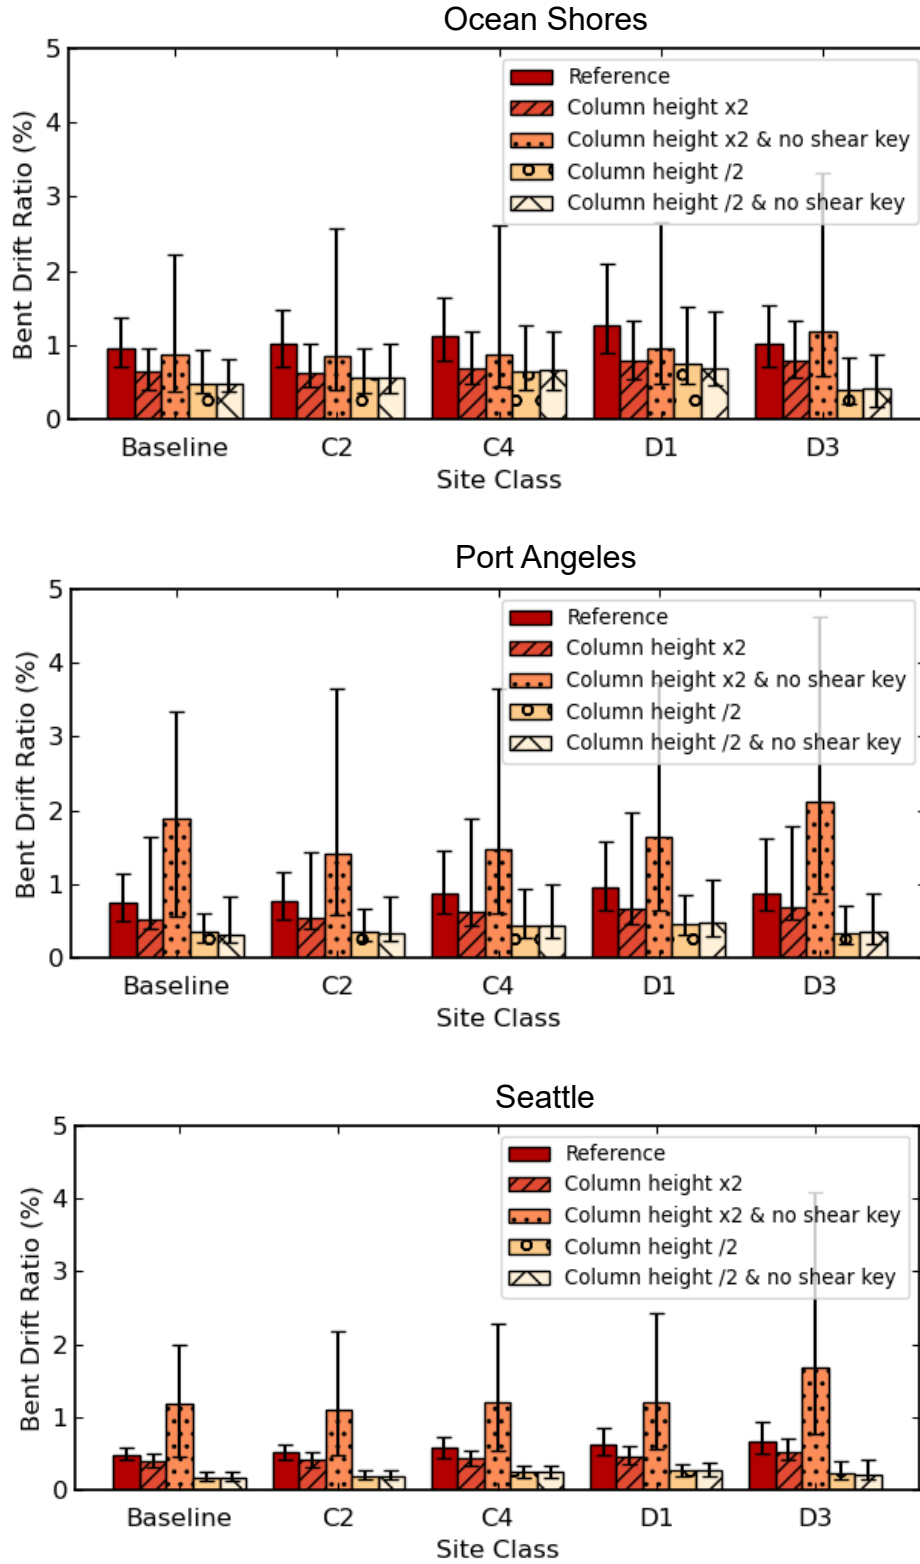 Ocean Shores
5
4
3
2
1
0
Bent Drift Ratio (%)
Reference
Column height x2
Column height x2 & no shear key
Column height /2
Column height /2 & no shear key
Baseline C2 C4 D1 D3
Site Class
Port Angeles
5
4
3
2
1
0
Bent Drift Ratio (%)
Reference
Column height x2
Column height x2 & no shear key
Column height /2
Column height /2 & no shear key
Baseline C2 C4 D1 D3
Site Class
Seattle
5
4
3
2
1
0
Bent Drift Ratio (%)
Reference
Column height x2
Column height x2 & no shear key
Column height /2
Column height /2 & no shear key
Baseline C2 C4 D1 D3
Site Class